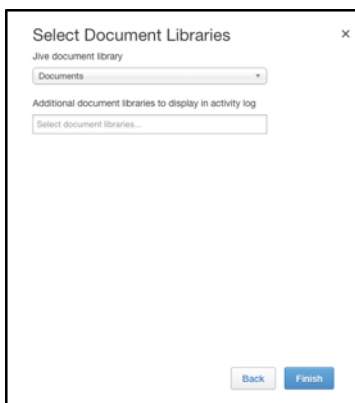 Select Document Libraries
Jive document library
Documents
Additional document libraries to display in activity log
Select document libraries...
Back Finish